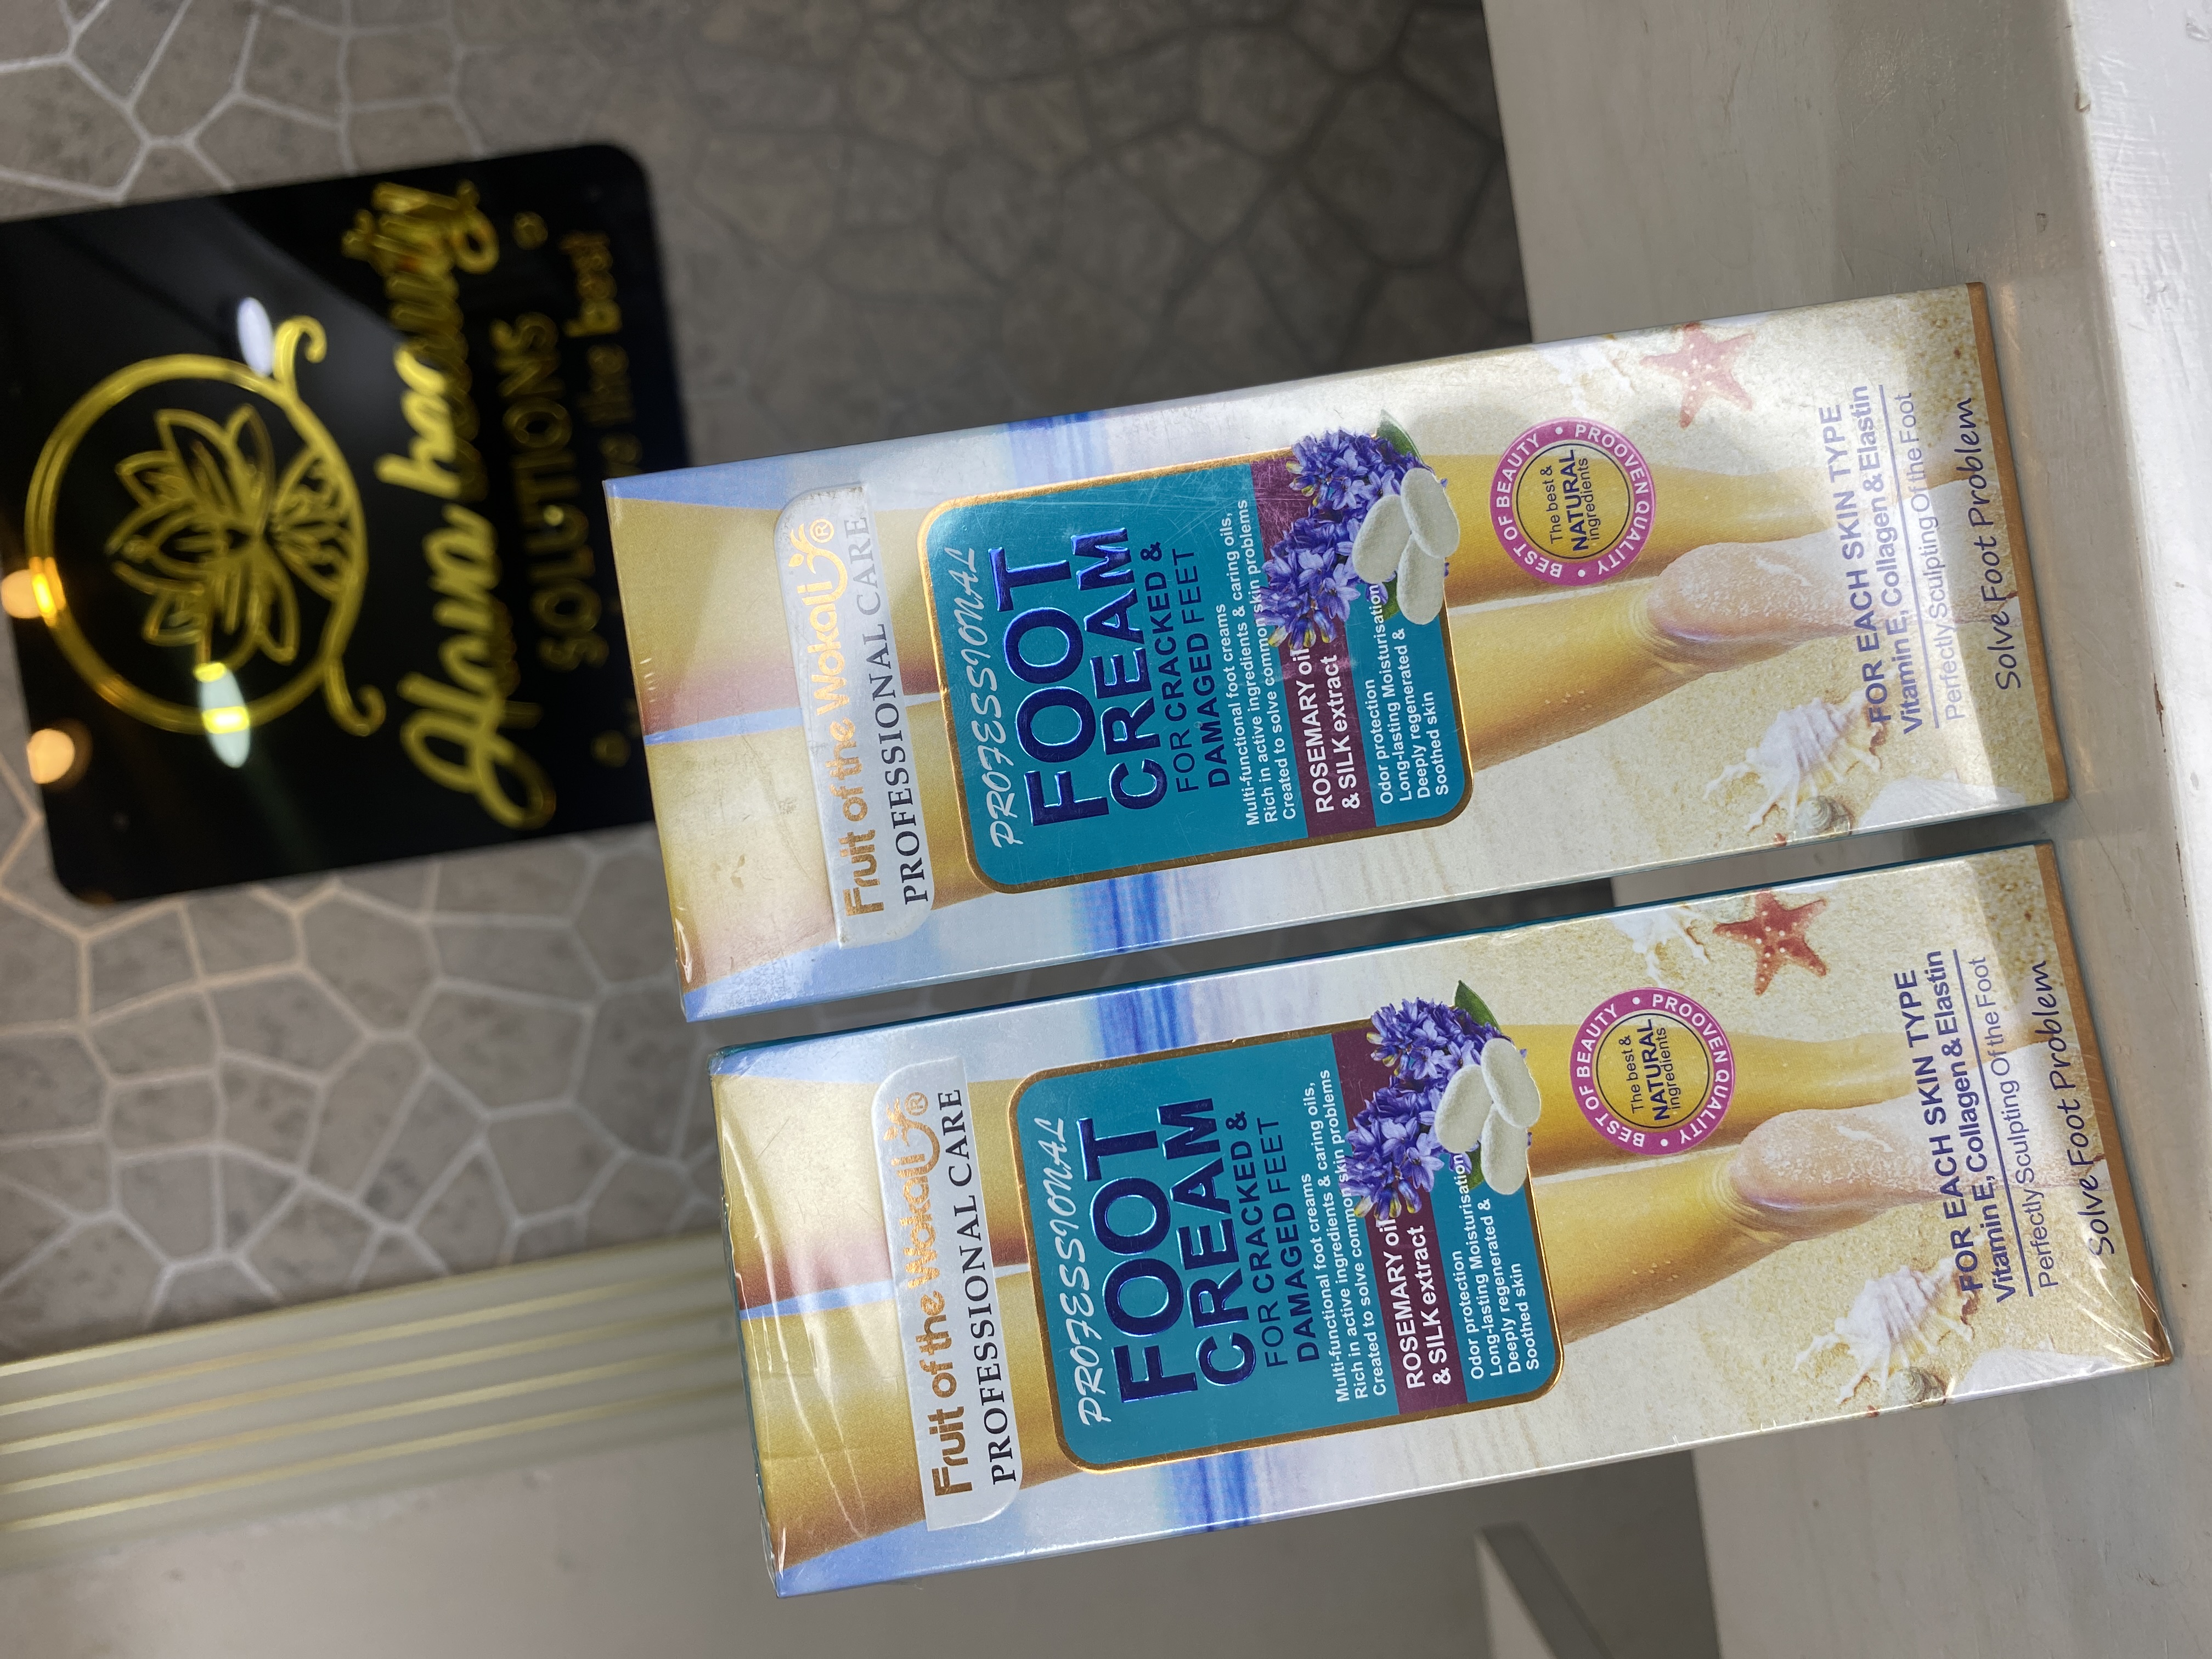 Alova hor
beauty
SOLUTIONS
the best
Fruit of the Wokali®
PROFESSIONAL CARE
PROFESSIONAL
FOOT
CREAM
FOR CRACKED &
DAMAGED FEET
Multi-functional foot creams
Rich in active ingredients & caring oils,
Created to solve common skin problems
ROSEMARY oil
& SILK extract
Odor protection
Long-lasting Moisturisation
Deeply regenerated &
Soothed skin
BEST OF BEAUTY • PROOVEN QUALITY •
The best &
NATURAL
ingredients
FOR EACH SKIN TYPE
Vitamin E, Collagen & Elastin
Perfectly Sculpting Of the Foot
Solve Foot Problem
Fruit of the Wokali®
PROFESSIONAL CARE
PROFESSIONAL
FOOT
CREAM
FOR CRACKED &
DAMAGED FEET
Multi-functional foot creams
Rich in active ingredients & caring oils,
Created to solve common skin problems
ROSEMARY oil
& SILK extract
Odor protection
Long-lasting Moisturisation
Deeply regenerated &
Soothed skin
BEST OF BEAUTY • PROOVEN QUALITY •
The best &
NATURAL
ingredients
FOR EACH SKIN TYPE
Vitamin E, Collagen & Elastin
Perfectly Sculpting Of the Foot
Solve Foot Problem